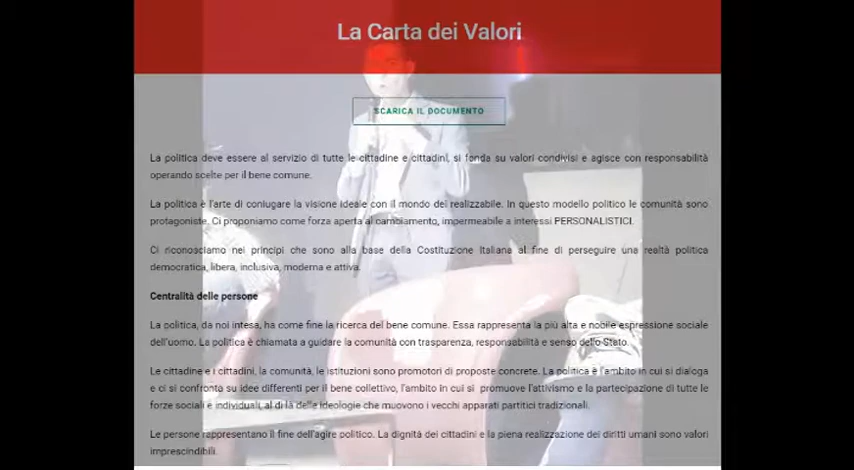 La Carta dei Valori
SCARICA IL DOCUMENTO
La politica deve essere al servizio di tutte le cittadine e cittadini, si fonda su valori condivisi e agisce con responsabilità
operando scelte per il bene comune.
La politica è l'arte di coniugare la visione ideale con il mondo del realizzabile. In questo modello politico le comunità sono
protagoniste. Ci proponiamo come forza aperta al cambiamento, impermeabile a interessi PERSONALISTICI.
Ci riconosciamo nei principi che sono alla base della Costituzione Italiana al fine di perseguire una realtà politica
democratica, libera, inclusiva, moderna e attiva.
Centralità delle persone
La politica, da noi intesa, ha come fine la ricerca del bene comune. Essa rappresenta la più alta e nobile espressione sociale
dell'uomo. La politica è chiamata a guidare la comunità con trasparenza, responsabilità e senso dello Stato.
Le cittadine e i cittadini, la comunità, le istituzioni sono promotori di proposte concrete. La politica è l'ambito in cui si dialoga
e ci si confronta su idee differenti per il bene collettivo, l'ambito in cui si promuove l'attivismo e la partecipazione di tutte le
forze sociali e individuali, al di là delle ideologie che muovono i vecchi apparati partitici tradizionali.
Le persone rappresentano il fine dell'agire politico. La dignità dei cittadini e la piena realizzazione dei diritti umani sono valori
imprescindibili.